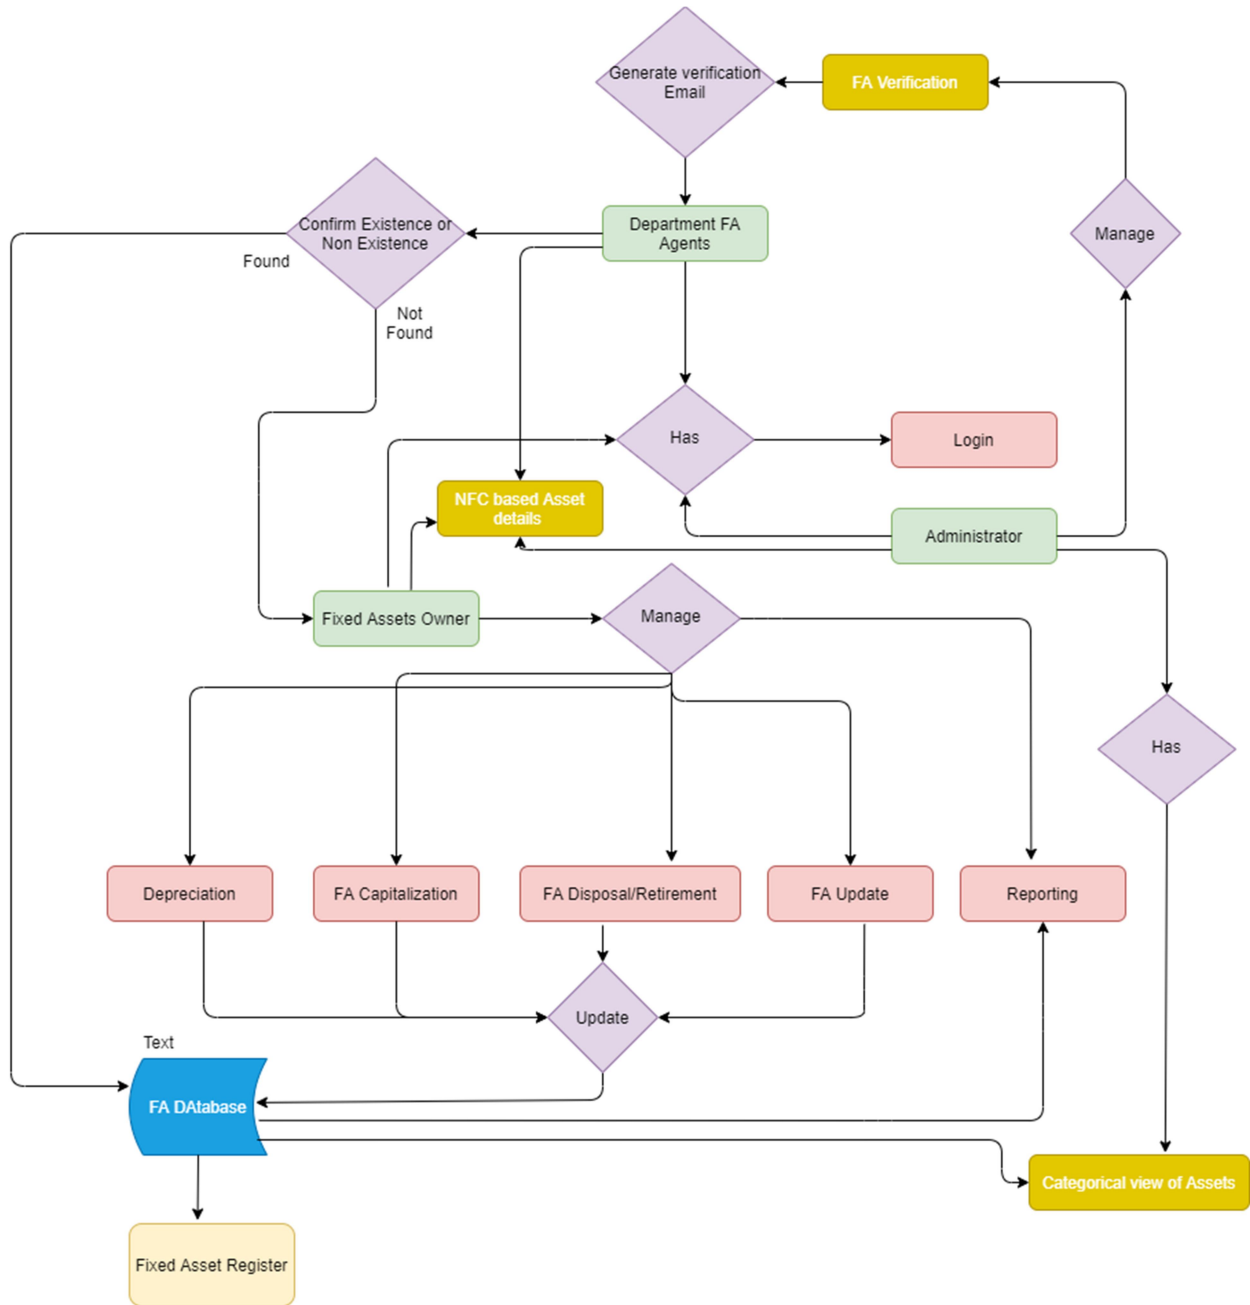 Generate verification
Email
FA Verification
Confirm Existence or
Non Existence
Department FA
Agents
Manage
Found
Not
Found
Has
Login
NFC based Asset
details
Administrator
Fixed Assets Owner
Manage
Has
Depreciation
FA Capitalization
FA Disposal/Retirement
FA Update
Reporting
Update
Text
FA DAtabase
Categorical view of Assets
Fixed Asset Register